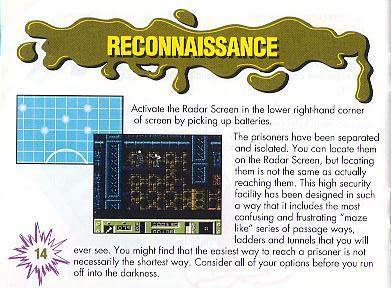 RECONNAISSANCE
Activate the Radar Screen in the lower right-hand corner
of screen by picking up batteries.
The prisoners have been separated
and isolated. You can locate them
on the Radar Screen, but locating
them is not the same as actually
reaching them. This high security
facility has been designed in such
a way that it includes the most
confusing and frustrating "maze
like" series of passage ways,
ladders and tunnels that you will
ever see. You might find that the easiest way to reach a prisoner is not
necessarily the shortest way. Consider all of your options before you run
off into the darkness.
14